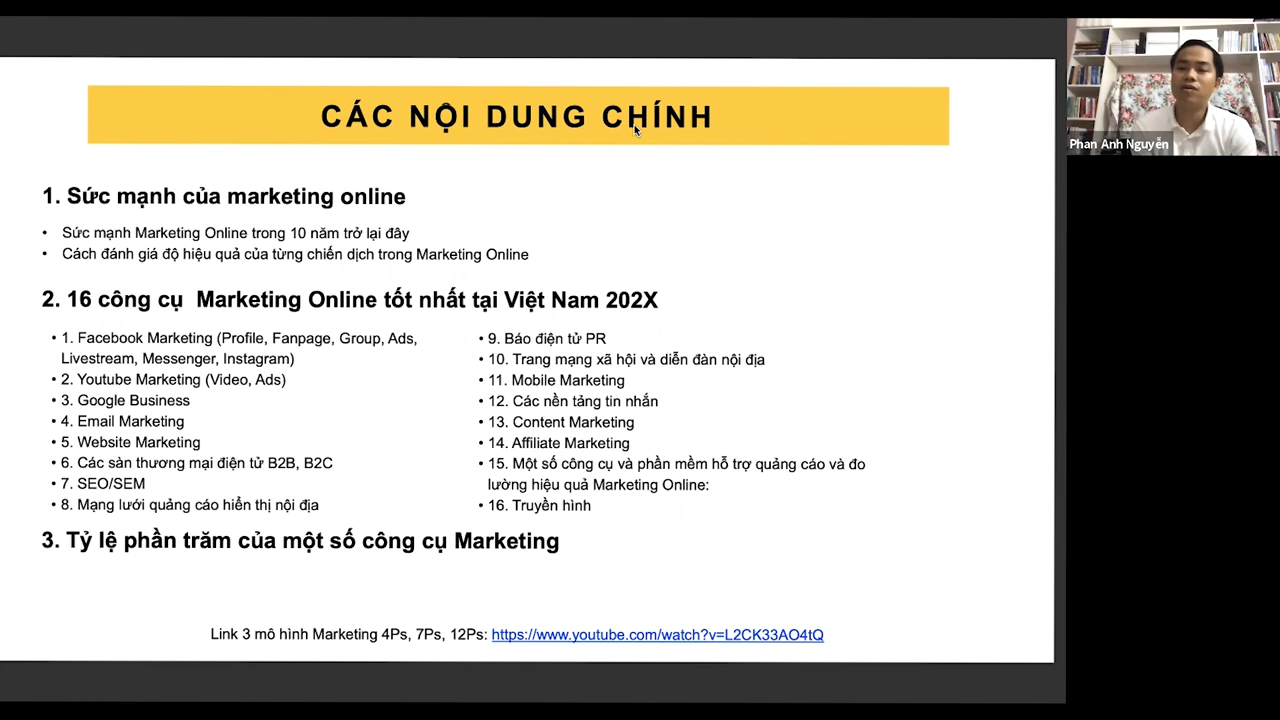 CÁC NỘI DUNG CHÍNH
Phan Anh Nguyễn
1. Sức mạnh của marketing online
• Sức mạnh Marketing Online trong 10 năm trở lại đây
• Cách đánh giá độ hiệu quả của từng chiến dịch trong Marketing Online
2. 16 công cụ Marketing Online tốt nhất tại Việt Nam 202X
• 1. Facebook Marketing (Profile, Fanpage, Group, Ads,
Livestream, Messenger, Instagram)
• 2. Youtube Marketing (Video, Ads)
• 3. Google Business
• 4. Email Marketing
• 5. Website Marketing
• 6. Các sàn thương mại điện tử B2B, B2C
• 7. SEO/SEM
• 8. Mạng lưới quảng cáo hiển thị nội địa
• 9. Báo điện tử PR
• 10. Trang mạng xã hội và diễn đàn nội địa
• 11. Mobile Marketing
• 12. Các nền tảng tin nhắn
• 13. Content Marketing
• 14. Affiliate Marketing
• 15. Một số công cụ và phần mềm hỗ trợ quảng cáo và đo
lường hiệu quả Marketing Online:
• 16. Truyền hình
3. Tỷ lệ phần trăm của một số công cụ Marketing
Link 3 mô hình Marketing 4Ps, 7Ps, 12Ps: https://www.youtube.com/watch?v=L2CK33AO4tQ